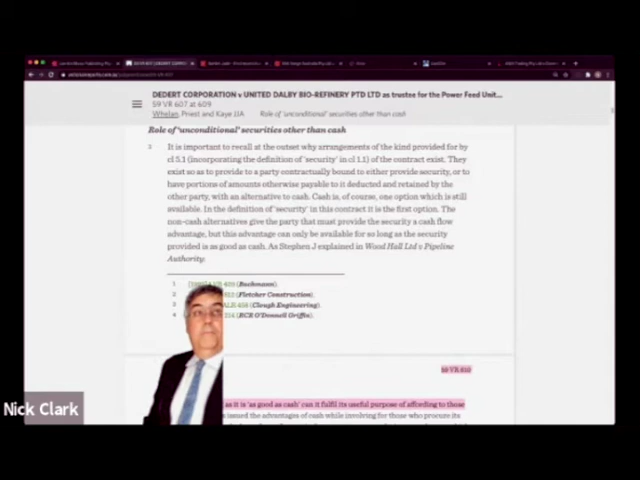 DEDERT CORPORATION v UNITED DALBY BIO-REFINERY PTD LTD as trustee for the Power Feed Unit...
59 VR 607 at 609
Whelan, Priest and Kaye JJA Role of 'unconditional' securities other than cash
Role of 'unconditional' securities other than cash
It is important to recall at the outset why arrangements of the kind provided for by
cl 5.1 (incorporating the definition of 'security' in cl 1.1) of the contract exist. They
exist so as to provide to a party contractually bound to either provide security, or to
have portions of amounts otherwise payable to it deducted and retained by the
other party, with an alternative to cash. Cash is, of course, one option which is still
available. In the definition of 'security' in this contract it is the first option. The
non-cash alternatives give the party that must provide the security a cash flow
advantage, but this advantage can only be available for so long as the security
provided is as good as cash. As Stephen J explained in Wood Hall Ltd v Pipeline
Authority.
1 609 (Bachmann).
2 812 (Fletcher Construction).
3 (Clough Engineering).
4 (BCR O'Donnell Griffin).
59 VR 610
as it is 'as good as cash' can it fulfil its useful purpose of affording to those
issued the advantages of cash while involving for those who procure its
Nick Clark